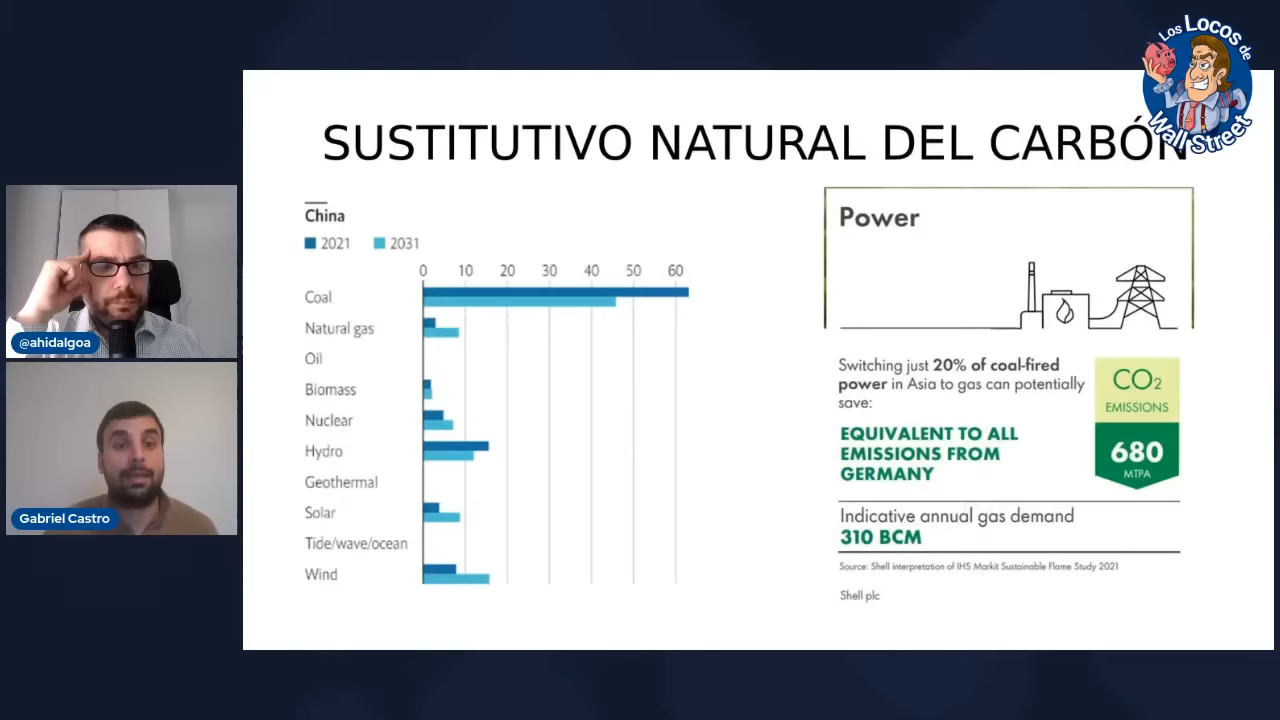 Los Locos de
Wall Street
SUSTITUTIVO NATURAL DEL CARBÓN
China
2021 2031
0 10 20 30 40 50 60
Coal
Natural gas
Oil
Biomass
Nuclear
Hydro
Geothermal
Solar
Tide/wave/ocean
Wind
Power
Switching just 20% of coal-fired
power in Asia to gas can potentially
save:
EQUIVALENT TO ALL
EMISSIONS FROM
GERMANY
CO2
EMISSIONS
680
MTPA
Indicative annual gas demand
310 BCM
Source: Shell interpretation of IHS Markit Sustainable Flame Study 2021
Shell plc
@ahidalgoa
Gabriel Castro